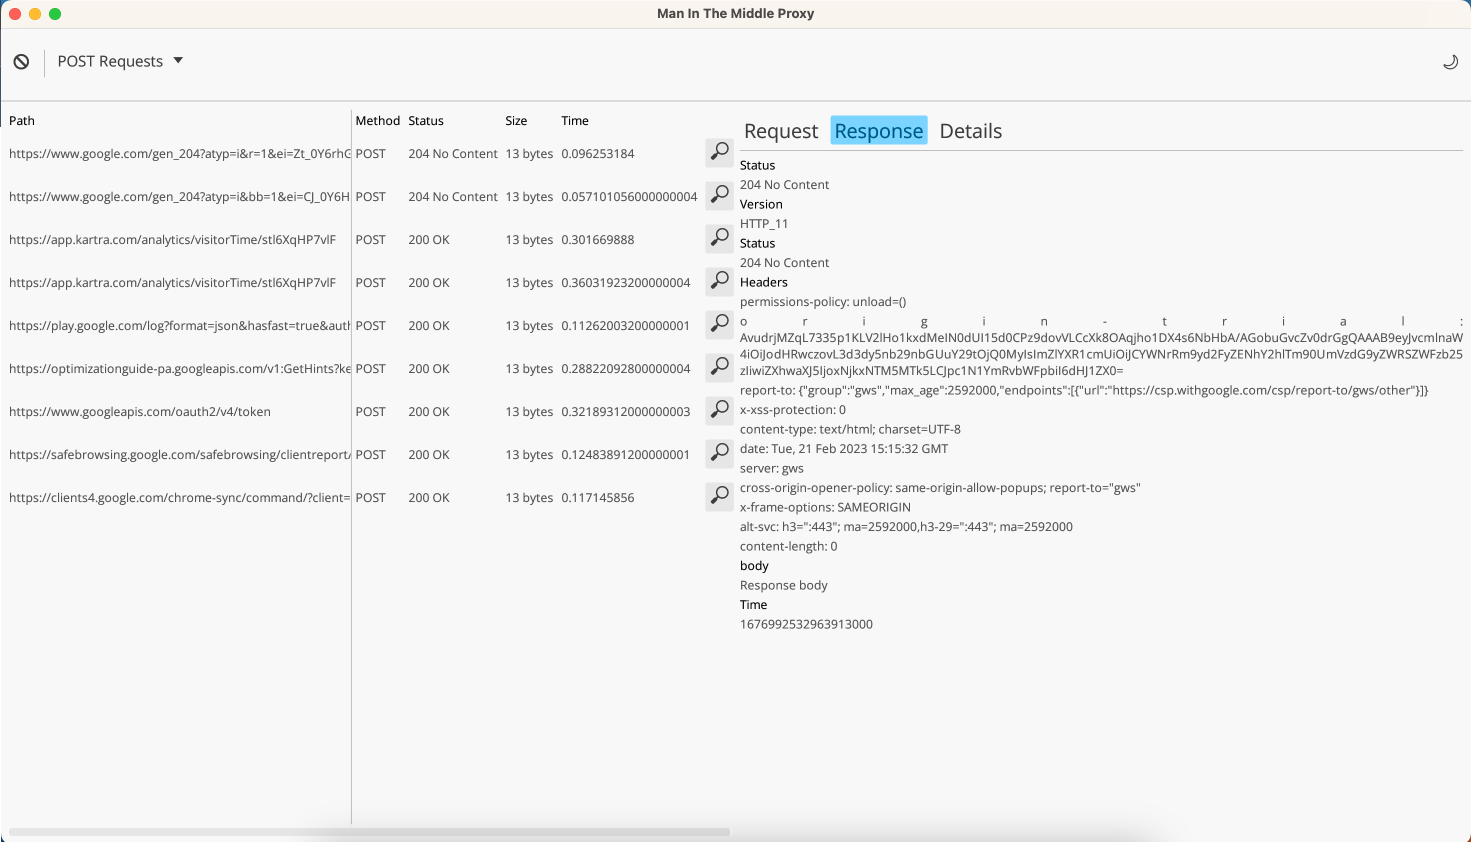 Man In The Middle Proxy
POST Requests
Path Method Status Size Time
https://www.google.com/gen_204?atyp=i&r=1&ei=Zt_0Y6rhG POST 204 No Content 13 bytes 0.096253184
https://www.google.com/gen_204?atyp=i&bb=1&ei=CJ_0Y6H POST 204 No Content 13 bytes 0.057101056000000004
https://app.kartra.com/analytics/visitorTime/stl6XqHP7vlF POST 200 OK 13 bytes 0.301669888
https://app.kartra.com/analytics/visitorTime/stl6XqHP7vlF POST 200 OK 13 bytes 0.36031923200000004
https://play.google.com/log?format=json&hasfast=true&auth POST 200 OK 13 bytes 0.11262003200000001
https://optimizationguide-pa.googleapis.com/v1:GetHints?ke POST 200 OK 13 bytes 0.28822092800000004
https://www.googleapis.com/oauth2/v4/token POST 200 OK 13 bytes 0.32189312000000003
https://safebrowsing.google.com/safebrowsing/clientreport/ POST 200 OK 13 bytes 0.12483891200000001
https://clients4.google.com/chrome-sync/command/?client= POST 200 OK 13 bytes 0.117145856
Request Response Details
Status
204 No Content
Version
HTTP_11
Status
204 No Content
Headers
permissions-policy: unload=()
origin-trial:
AvudrjMZqL7335p1KLV2lHo1kxdMeIN0dUI15d0CPz9dovVLCcXk8OAqjho1DX4s6NbHbA/AGobuGvcZv0drGgQAAAB9eyJvcmlnaW
4iOiJodHRwczovL3d3dy5nb29nbGUuY29tOjQ0MyIsImZlYXR1cmUiOiJCYWNrRm9yd2FyZENhY2hlTm90UmVzdG9yZWRSZWFzb25
zIiwiZXhwaXJ5IjoxNjkxNTM5MTk5LCJpc1N1YmRvbWFpbiI6dHJ1ZX0=
report-to: {"group":"gws","max_age":2592000,"endpoints":[{"url":"https://csp.withgoogle.com/csp/report-to/gws/other"}]}
x-xss-protection: 0
content-type: text/html; charset=UTF-8
date: Tue, 21 Feb 2023 15:15:32 GMT
server: gws
cross-origin-opener-policy: same-origin-allow-popups; report-to="gws"
x-frame-options: SAMEORIGIN
alt-svc: h3=":443"; ma=2592000,h3-29=":443"; ma=2592000
content-length: 0
body
Response body
Time
1676992532963913000